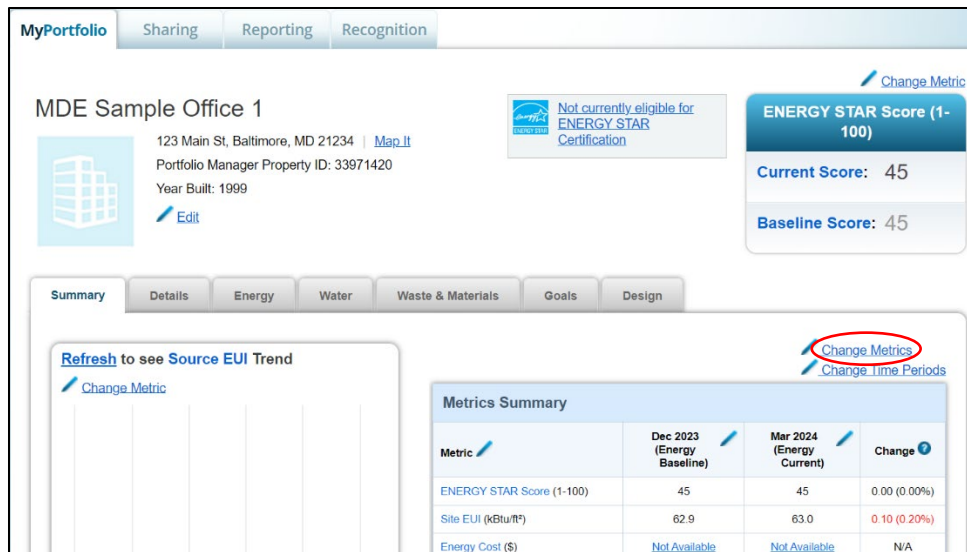 MyPortfolio Sharing Reporting Recognition
Change Metric
MDE Sample Office 1
123 Main St, Baltimore, MD 21234 | Map It
Portfolio Manager Property ID: 33971420
Year Built: 1999
Edit
ENERGY STAR
Not currently eligible for
ENERGY STAR
Certification
ENERGY STAR Score (1-
100)
Current Score: 45
Baseline Score: 45
Summary Details Energy Water Waste & Materials Goals Design
Refresh to see Source EUI Trend
Change Metric
Change Metrics
Change Time Periods
Metrics Summary
Metric Dec 2023 (Energy Baseline) Mar 2024 (Energy Current) Change ?
ENERGY STAR Score (1-100) 45 45 0.00 (0.00%)
Site EUI (kBtu/ft²) 62.9 63.0 0.10 (0.20%)
Energy Cost ($) Not Available Not Available N/A